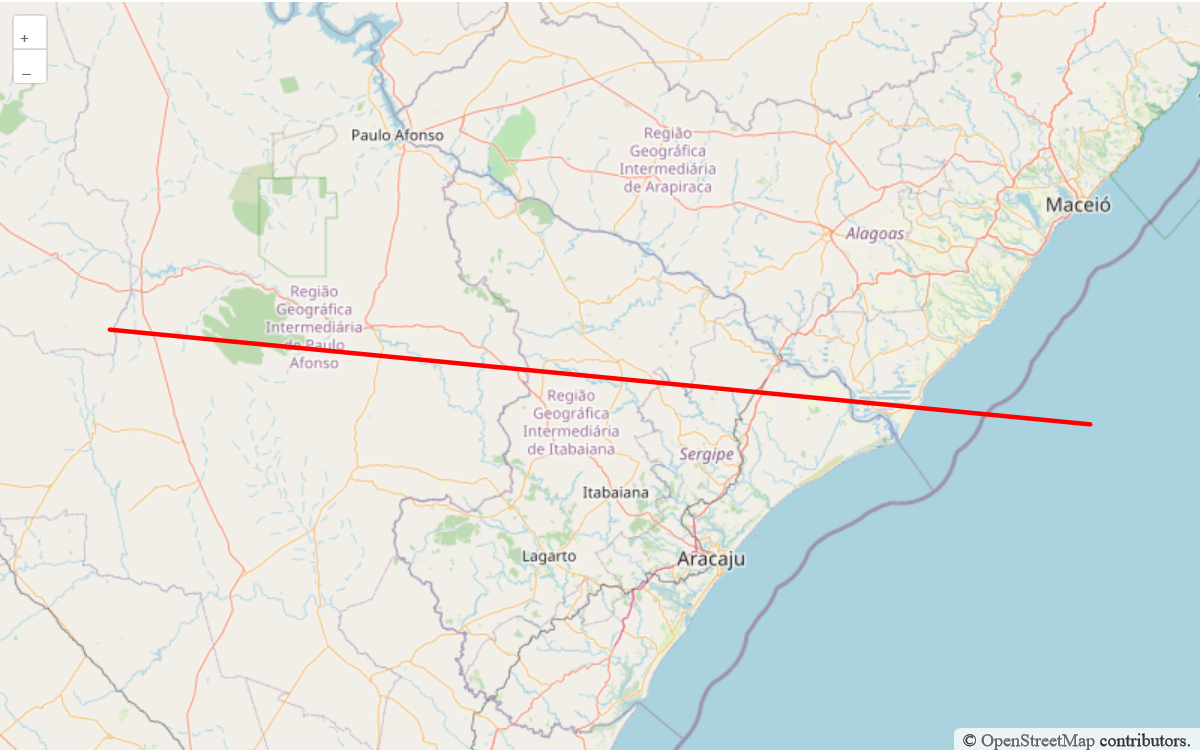 +
–
Paulo Afonso
Região
Geográfica
Intermediária
de Arapiraca
Maceió
Alagoas
Região
Geográfica
Intermediária
de Paulo
Afonso
Região
Geográfica
Intermediária
de Itabaiana
Sergipe
Itabaiana
Lagarto
Aracaju
© OpenStreetMap contributors.